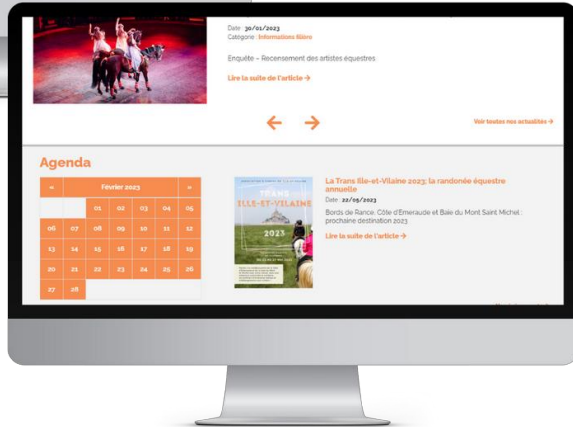 Date : 30/01/2023
Catégorie : Informations filière
Enquête – Recensement des artistes équestres
Lire la suite de l'article →
← →
Voir toutes nos actualités →
Agenda
« Février 2023 »
01 02 03 04 05
06 07 08 09 10 11 12
13 14 15 16 17 18 19
20 21 22 23 24 25 26
27 28
TRANS
ILLE-ET-VILAINE
2023
La Trans Ille-et-Vilaine 2023: la randonée équestre
annuelle
Date : 22/05/2023
Bords de Rance, Côte d'Emeraude et Baie du Mont Saint Michel :
prochaine destination 2023
Lire la suite de l'article →